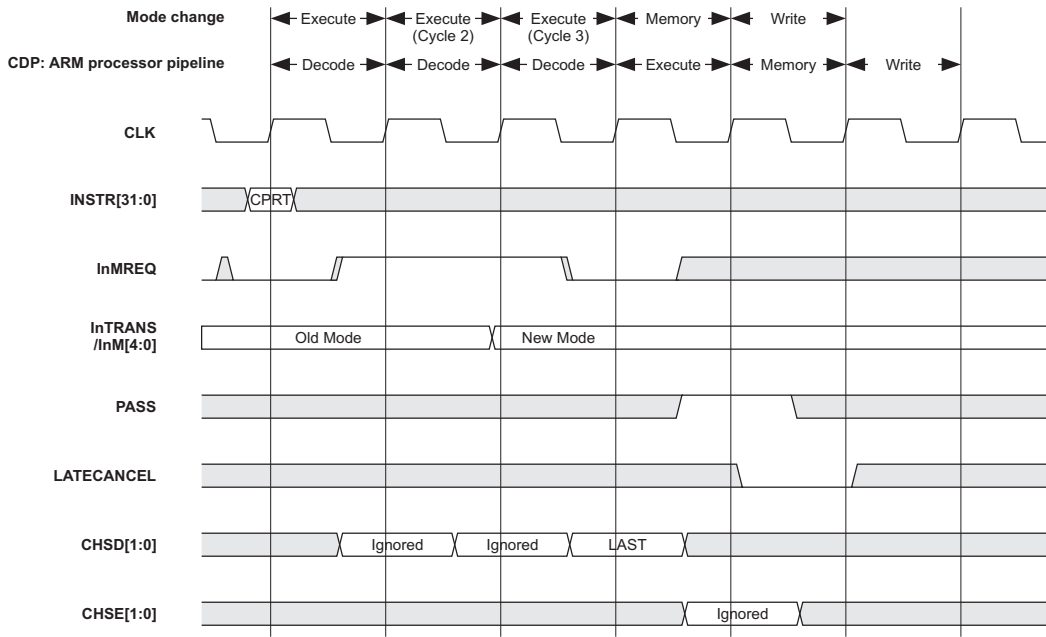 Mode change Execute Execute Execute Memory Write
(Cycle 2) (Cycle 3)
CDP: ARM processor pipeline Decode Decode Decode Execute Memory Write
CLK
INSTR[31:0] CPRT
InMREQ
InTRANS
/InM[4:0] Old Mode New Mode
PASS
LATECANCEL
CHSD[1:0] Ignored Ignored LAST
CHSE[1:0] Ignored